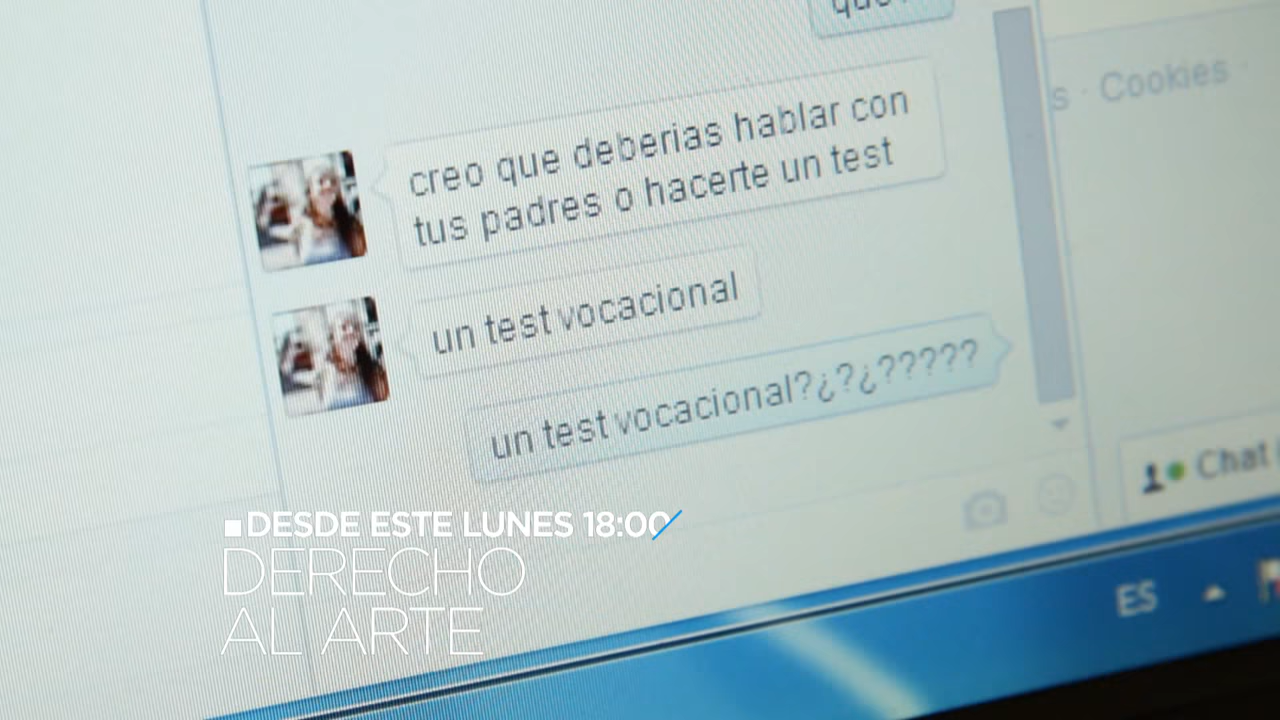 s · Cookies ·
creo que deberias hablar con
tus padres o hacerte un test
un test vocacional
un test vocacional?¿?¿?????
Chat
DESDE ESTE LUNES 18:00
DERECHO
AL ARTE
ES